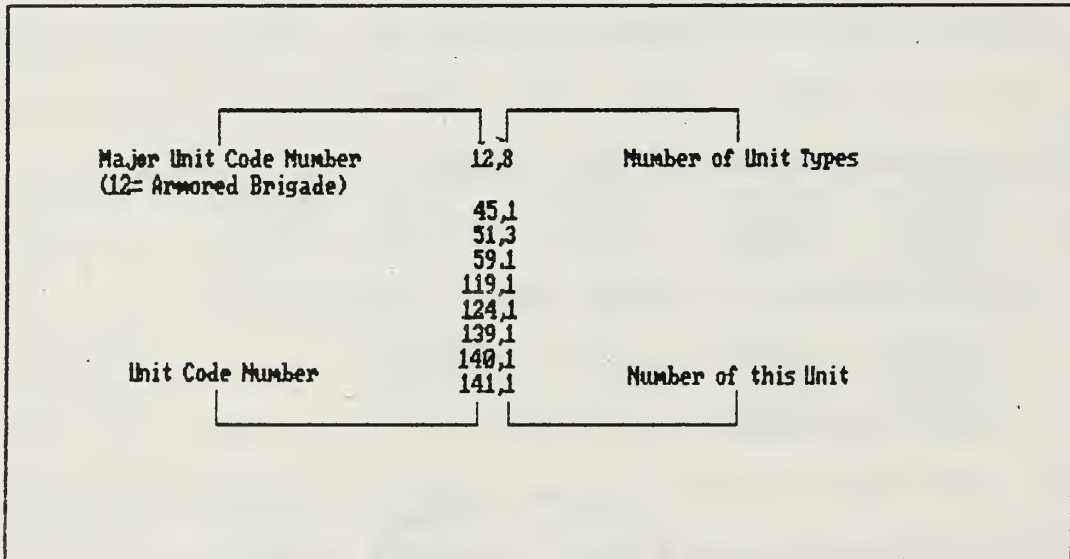 Major Unit Code Number 12,8 Number of Unit Types
(12= Armored Brigade)
45,1
51,3
59,1
119,1
124,1
139,1
140,1
Unit Code Number 141,1 Number of this Unit